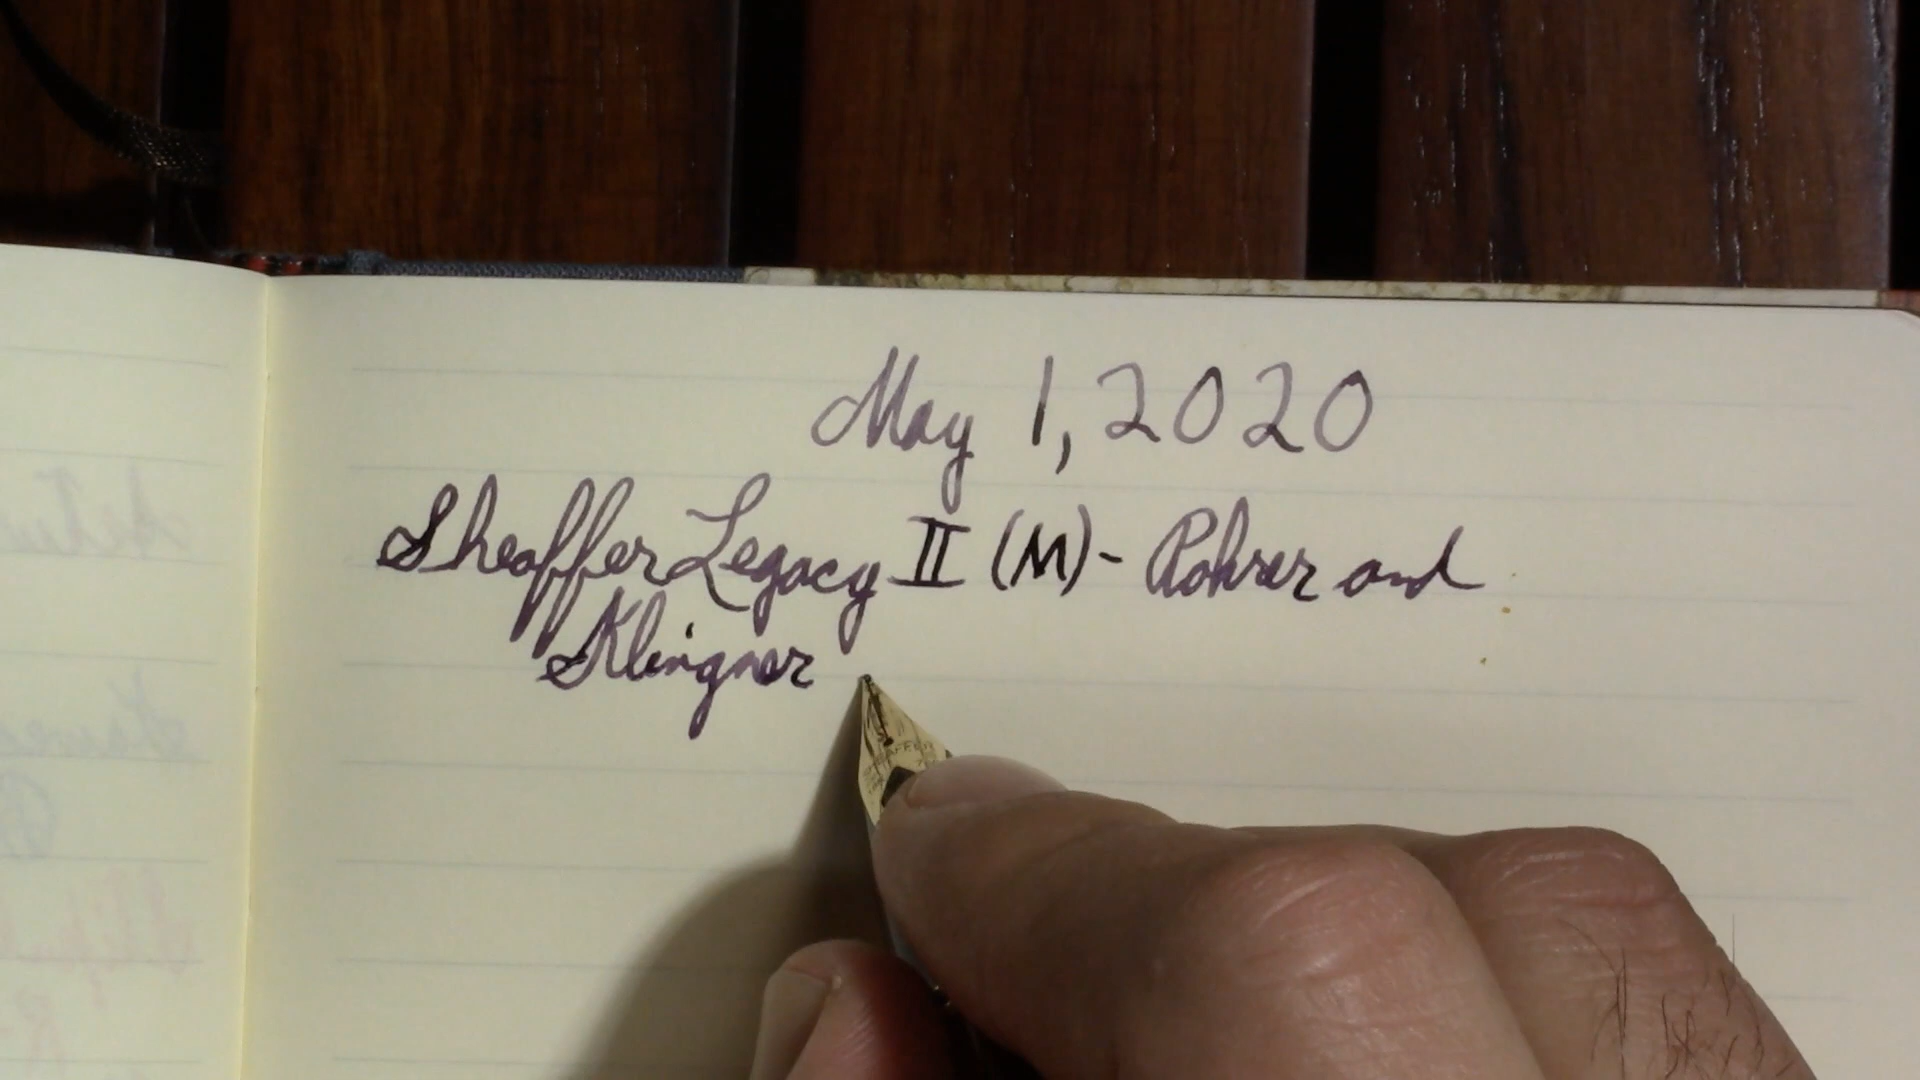 May 1, 2020
Sheaffer Legacy II (M) - Rohrer and
Klingner